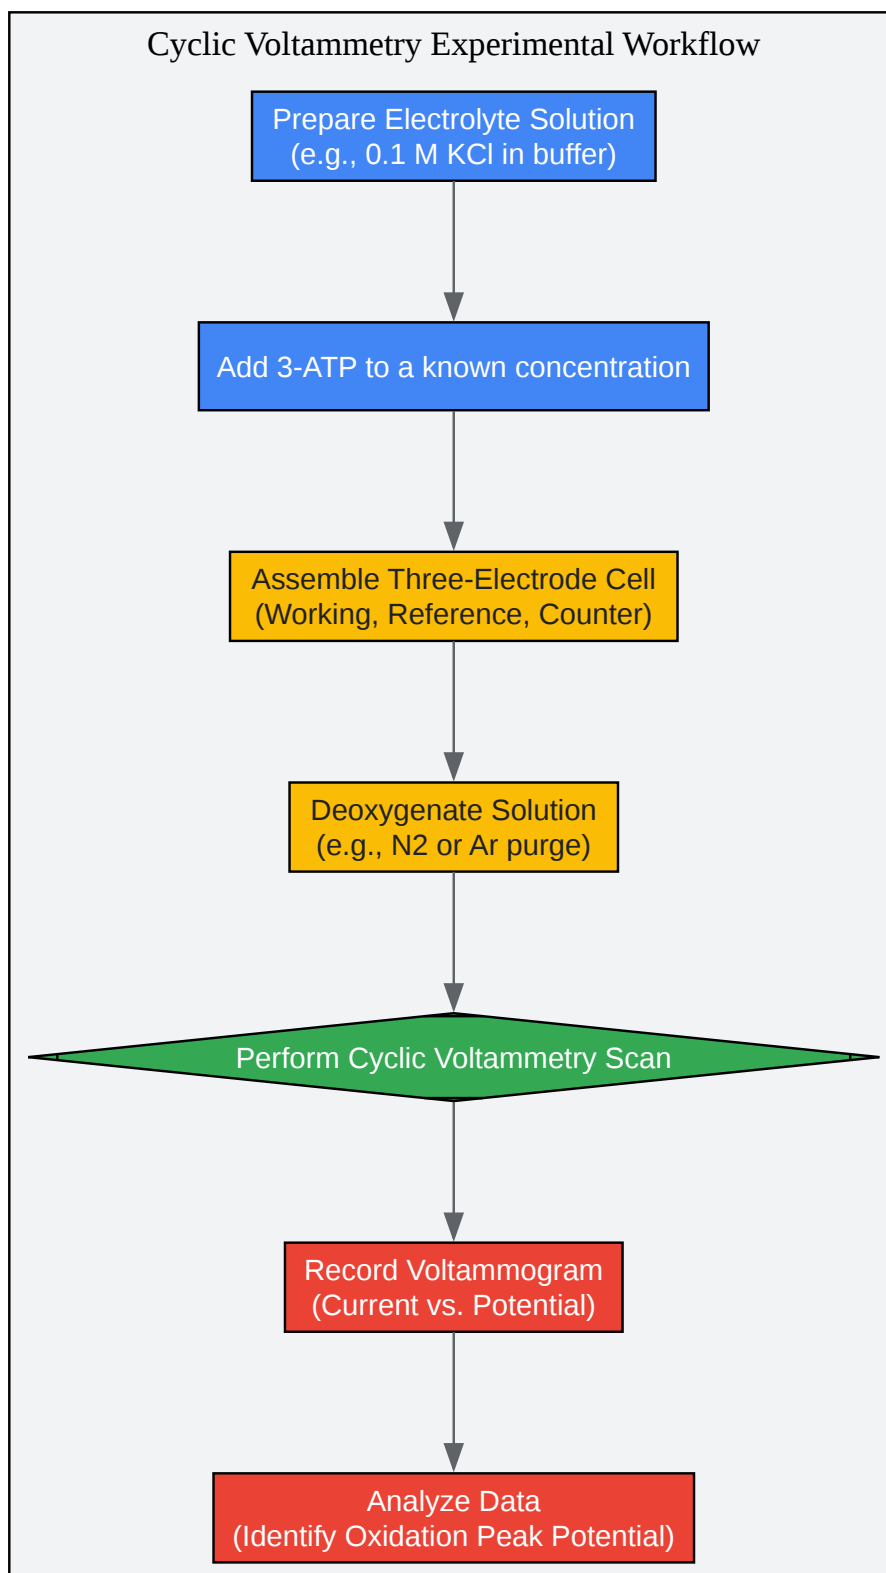 Cyclic Voltammetry Experimental Workflow
Prepare Electrolyte Solution
(e.g., 0.1 M KCl in buffer)
Add 3-ATP to a known concentration
Assemble Three-Electrode Cell
(Working, Reference, Counter)
Deoxygenate Solution
(e.g., N2 or Ar purge)
Perform Cyclic Voltammetry Scan
Record Voltammogram
(Current vs. Potential)
Analyze Data
(Identify Oxidation Peak Potential)